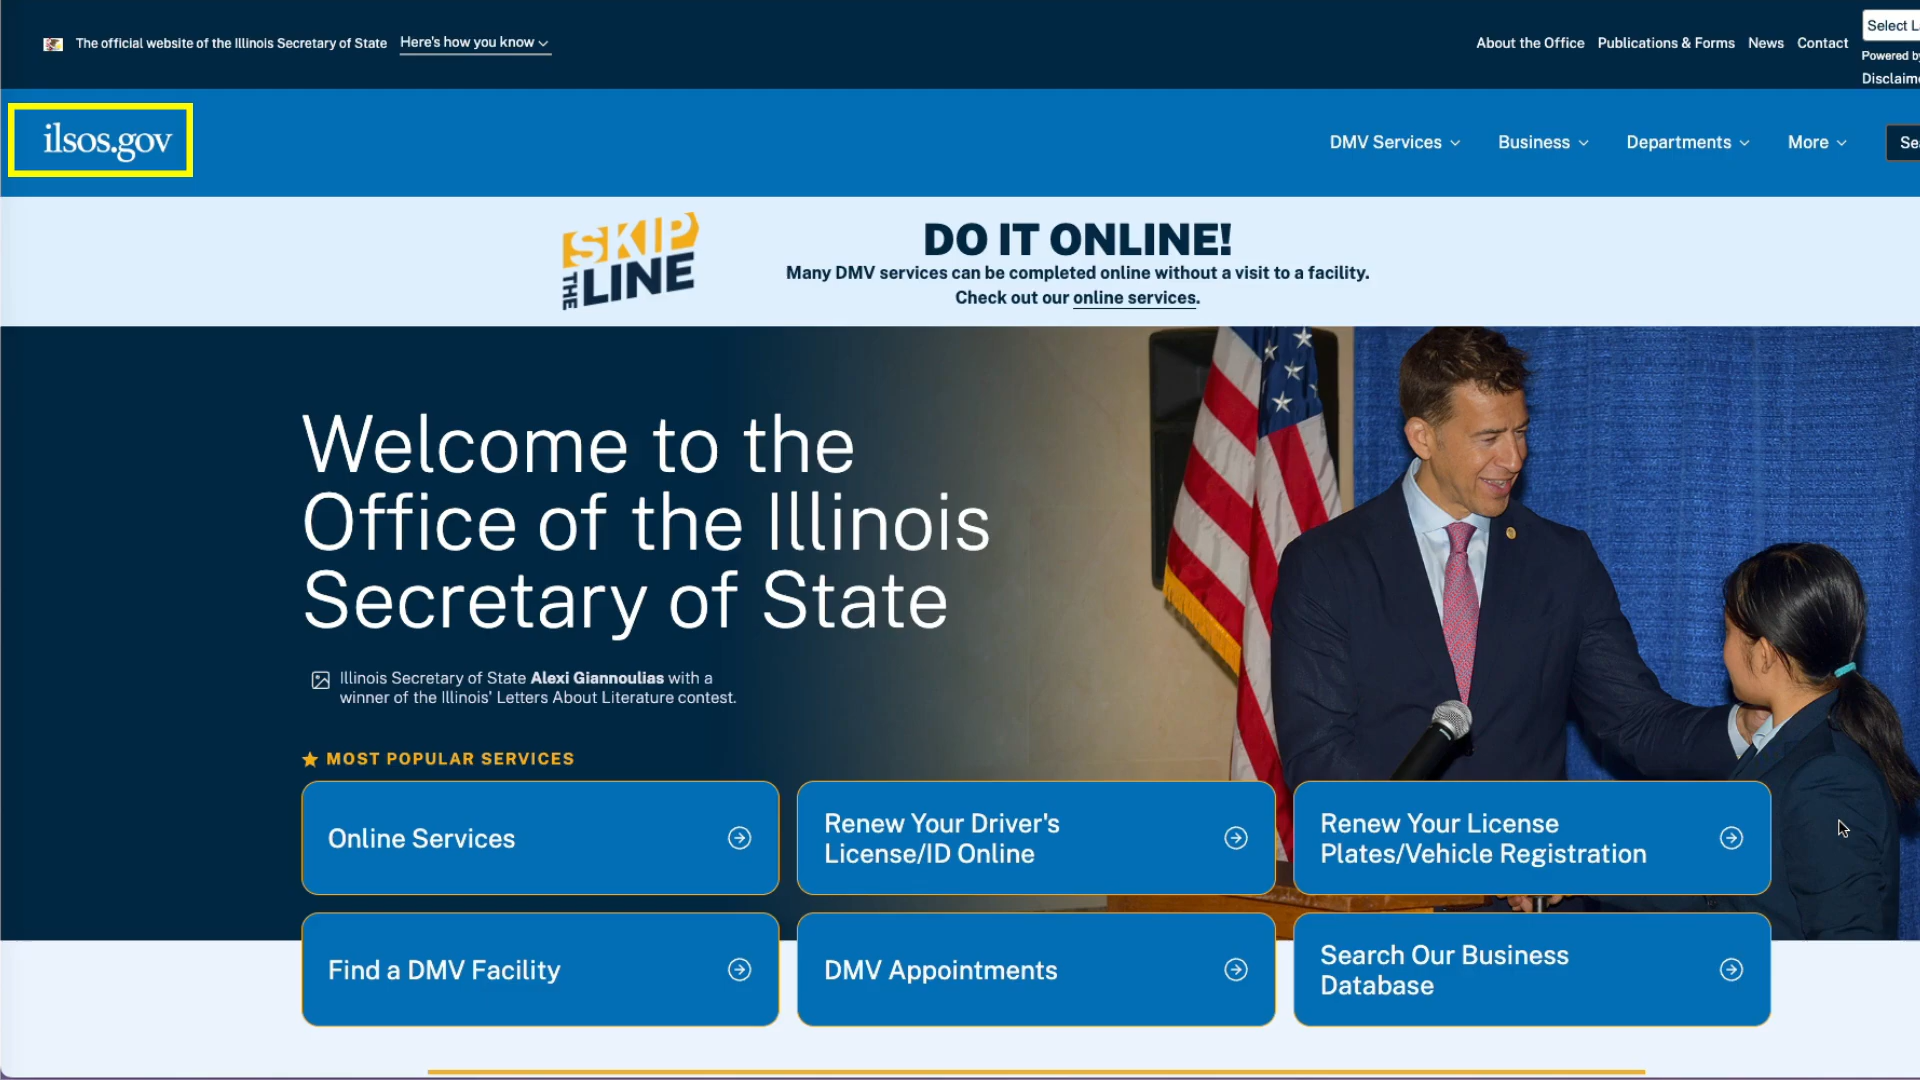 The official website of the Illinois Secretary of State
Here's how you know
About the Office
Publications & Forms
News
Contact
Select
Powered by
ilsos.gov
DMV Services
Business
Departments
More
SKIP
THE LINE
DO IT ONLINE!
Many DMV services can be completed online without a visit to a facility.
Check out our online services.
Welcome to the
Office of the Illinois
Secretary of State
Illinois Secretary of State Alexi Giannoulias with a
winner of the Illinois' Letters About Literature contest.
MOST POPULAR SERVICES
Online Services
Renew Your Driver's
License/ID Online
Renew Your License
Plates/Vehicle Registration
Find a DMV Facility
DMV Appointments
Search Our Business
Database